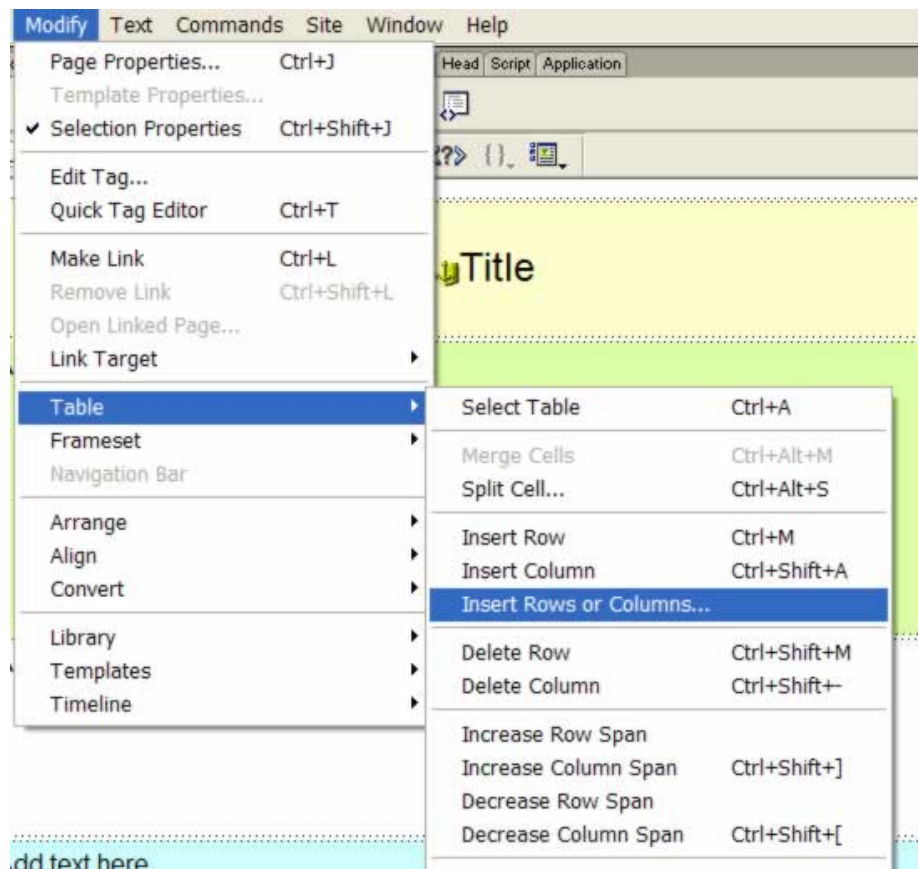 Modify Text Commands Site Window Help
Head Script Application
Page Properties... Ctrl+J
Template Properties...
✔ Selection Properties Ctrl+Shift+J
Edit Tag...
Quick Tag Editor Ctrl+T
Make Link Ctrl+L
Remove Link Ctrl+Shift+L
Open Linked Page...
Link Target
Table
Frameset
Navigation Bar
Arrange
Align
Convert
Library
Templates
Timeline
Title
Select Table Ctrl+A
Merge Cells Ctrl+Alt+M
Split Cell... Ctrl+Alt+S
Insert Row Ctrl+M
Insert Column Ctrl+Shift+A
Insert Rows or Columns...
Delete Row Ctrl+Shift+M
Delete Column Ctrl+Shift+-
Increase Row Span
Increase Column Span Ctrl+Shift+]
Decrease Row Span
Decrease Column Span Ctrl+Shift+[
dd text here